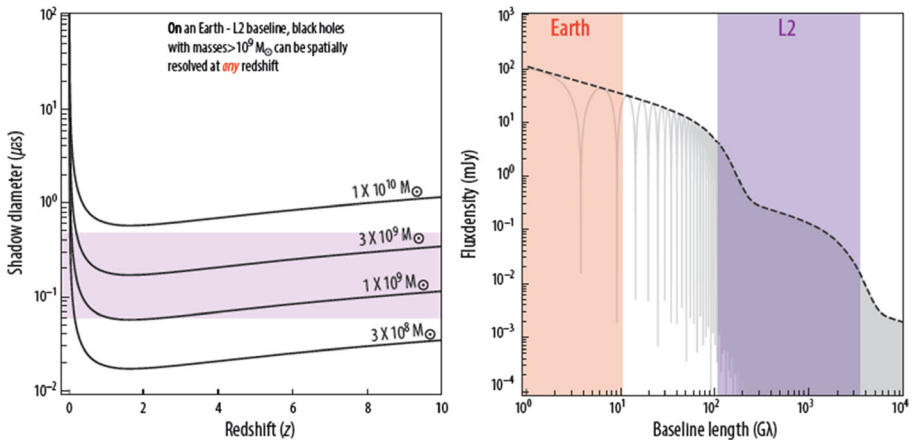 On an Earth - L2 baseline, black holes
with masses>10⁹ M☉ can be spatially
resolved at any redshift
Shadow diameter (μas)
10²
10¹
10⁰
10⁻¹
10⁻²
1 X 10¹⁰ M☉
3 X 10⁹ M☉
1 X 10⁹ M☉
3 X 10⁸ M☉
0 2 4 6 8 10
Redshift (z)
Earth
L2
Fluxdensity (mJy)
10³
10²
10¹
10⁰
10⁻¹
10⁻²
10⁻³
10⁻⁴
10⁰ 10¹ 10² 10³ 10⁴
Baseline length (Gλ)